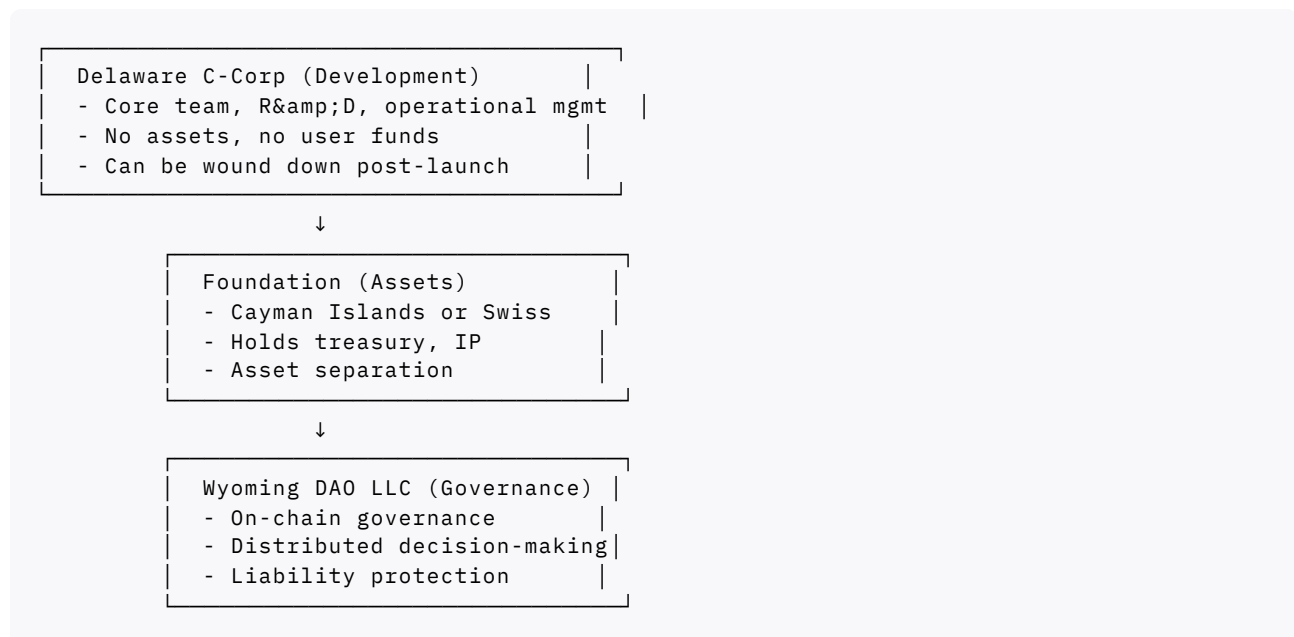 Delaware C-Corp (Development)
- Core team, R&amp;D, operational mgmt
- No assets, no user funds
- Can be wound down post-launch
↓
Foundation (Assets)
- Cayman Islands or Swiss
- Holds treasury, IP
- Asset separation
↓
Wyoming DAO LLC (Governance)
- On-chain governance
- Distributed decision-making
- Liability protection